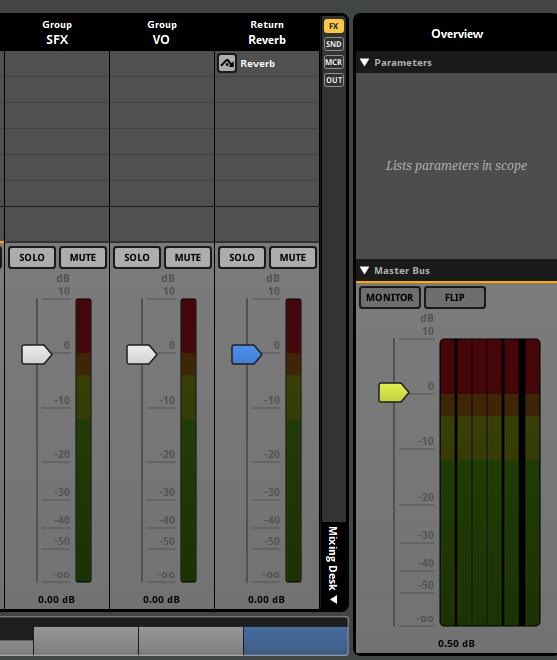 Group
SFX
Group
VO
Return
Reverb
FX
SND
MCR
OUT
Reverb
SOLO MUTE
SOLO MUTE
SOLO MUTE
dB
10
0
-10
-20
-30
-40
-50
-oo
0.00 dB
dB
10
0
-10
-20
-30
-40
-50
-oo
0.00 dB
dB
10
0
-10
-20
-30
-40
-50
-oo
0.00 dB
Mixing Desk
Overview
Parameters
Lists parameters in scope
Master Bus
MONITOR FLIP
dB
10
0
-10
-20
-30
-40
-50
-oo
0.50 dB